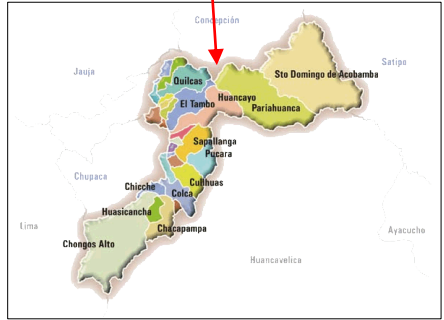 Concepción
Satipo
Jauja
Sto Domingo de Acobamba
Quilcas
Huancayo
El Tambo
Pariahuanca
Sapallanga
Pucara
Chupaca
Chicche
Cullhuas
Colca
Huasicancha
Lima
Chacapampa
Ayacucho
Chongos Alto
Huancavelica